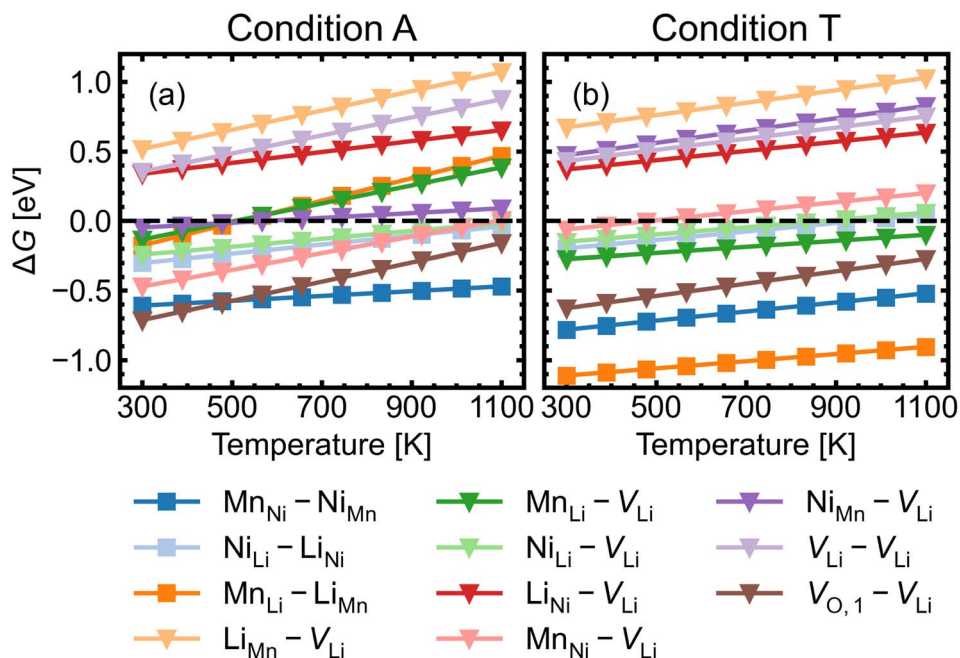 Condition A Condition T
(a) (b)
1.0
0.5
0.0
−0.5
−1.0
ΔG [eV]
300 500 700 900 1100 300 500 700 900 1100
Temperature [K] Temperature [K]
Mn_Ni − Ni_Mn Mn_Li − V_Li Ni_Mn − V_Li
Ni_Li − Li_Ni Ni_Li − V_Li V_Li − V_Li
Mn_Li − Li_Mn Li_Ni − V_Li V_O, 1 − V_Li
Li_Mn − V_Li Mn_Ni − V_Li